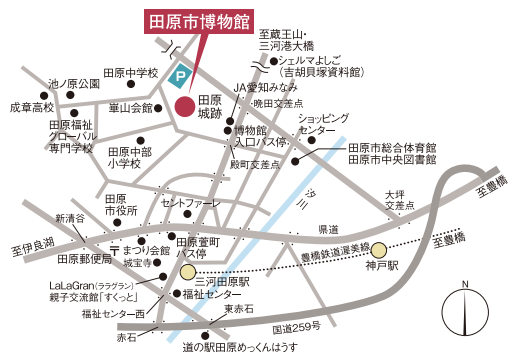 田原市博物館
至蔵王山・
三河港大橋
シェルマよしご
(吉胡貝塚資料館)
P
池ノ原公園
田原中学校
成章高校
崋山会館
田原
城跡
JA愛知みなみ
晩田交差点
田原福祉
グローバル
専門学校
博物館
入口バス停
ショッピング
センター
田原中部
小学校
殿町交差点
田原市総合体育館
田原市中央図書館
汐川
大坪
交差点
至豊橋
田原
市役所
セントファーレ
新清谷
県道
至伊良湖
田原萱町
バス停
豊橋鉄道渥美線
至豊橋
〒
田原郵便局
まつり会館
城宝寺
神戸駅
三河田原駅
LaLaGran(ララグラン)
親子交流館「すくっと」
福祉センター
福祉センター西
東赤石
赤石
国道259号
道の駅田原めっくんはうす
N